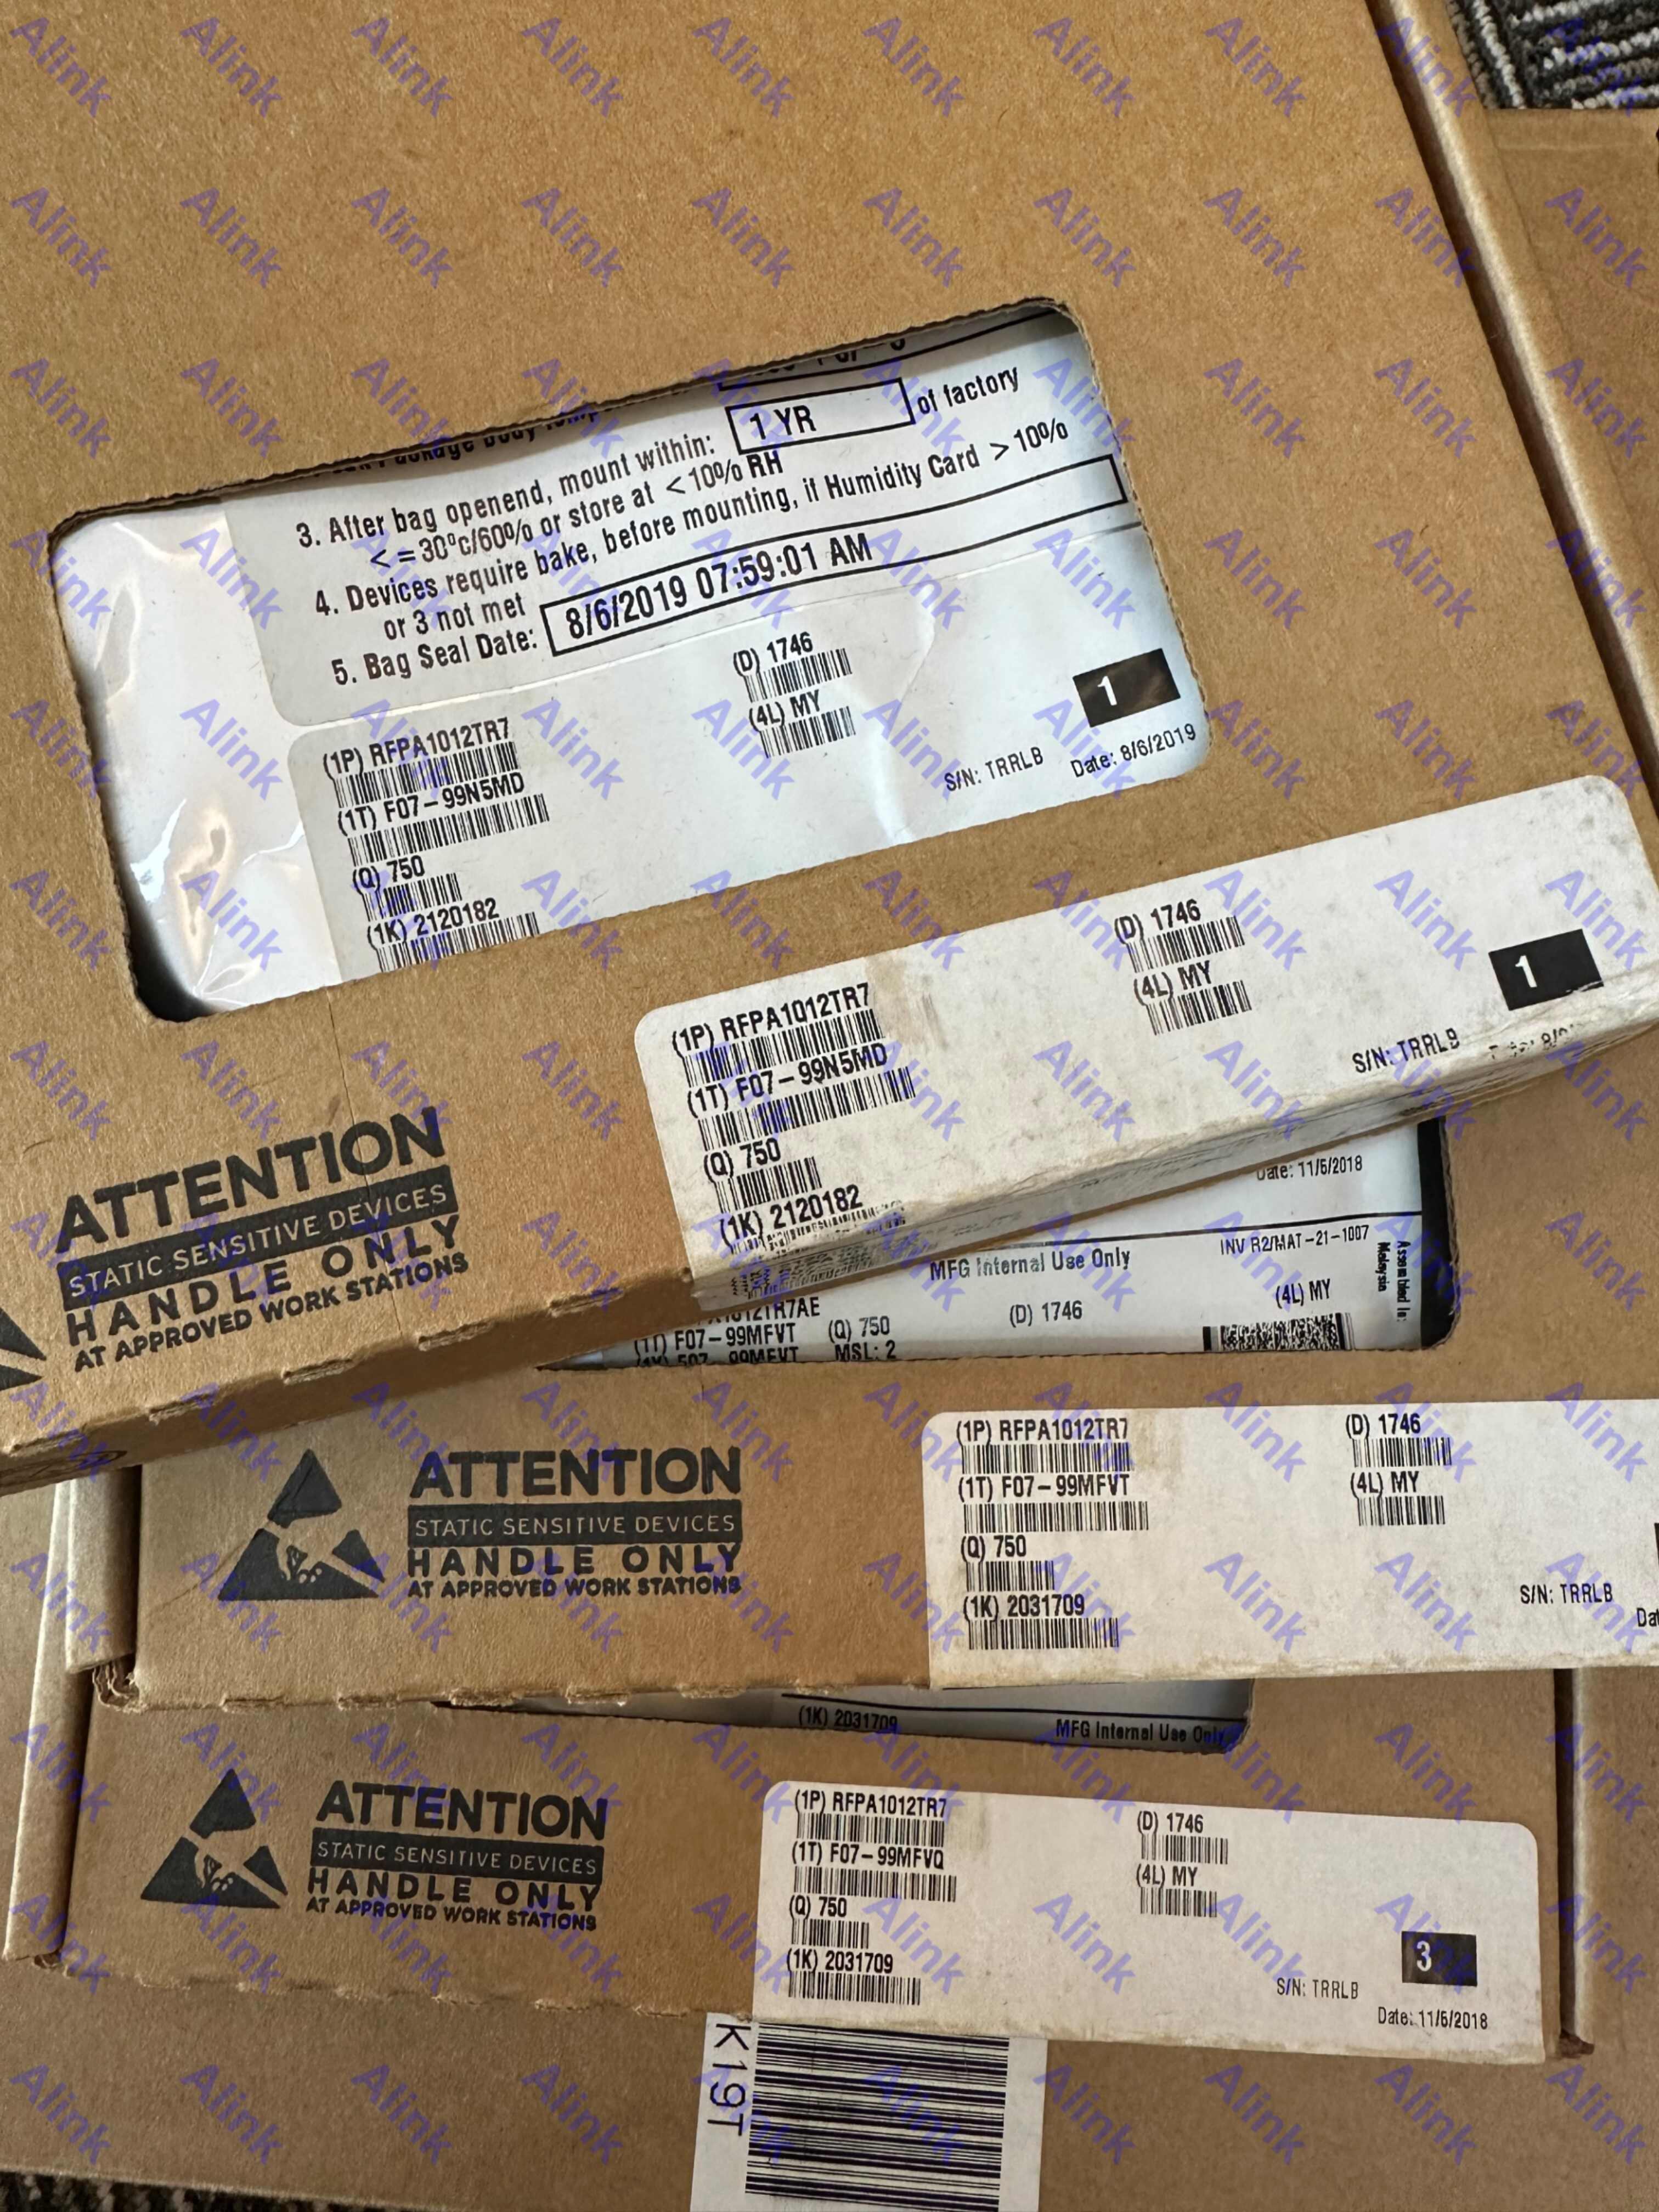 1 YR
of factory
3. After bag openend, mount within:
<=30°c/60% or store at <10% RH
4. Devices require bake, before mounting, if Humidity Card >10%
or 3 not met
5. Bag Seal Date:
8/6/2019 07:59:01 AM
(D) 1746
(4L) MY
1
(1P) RFPA1012TR7
(1T) F07-99N5MD
(Q) 750
(1K) 2120182
S/N: TRRLB
Date: 8/6/2019
(1P) RFPA1012TR7
(1T) F07-99N5MD
(Q) 750
(1K) 2120182
(D) 1746
(4L) MY
1
S/N: TRRLB
ATTENTION
STATIC SENSITIVE DEVICES
HANDLE ONLY
AT APPROVED WORK STATIONS
Date: 11/5/2018
MFG Internal Use Only
INV R2/MAT-21-1007
Assembled In:
Malaysia
(1T) F07-99MFVT
(Q) 750
MSL: 2
(D) 1746
(4L) MY
ATTENTION
STATIC SENSITIVE DEVICES
HANDLE ONLY
AT APPROVED WORK STATIONS
(1P) RFPA1012TR7
(1T) F07-99MFVT
(Q) 750
(1K) 2031709
(D) 1746
(4L) MY
S/N: TRRLB
(1K) 2031709
MFG Internal Use Only
ATTENTION
STATIC SENSITIVE DEVICES
HANDLE ONLY
AT APPROVED WORK STATIONS
(1P) RFPA1012TR7
(1T) F07-99MFVQ
(Q) 750
(1K) 2031709
(D) 1746
(4L) MY
3
S/N: TRRLB
Date: 11/5/2018
K19T
Alink